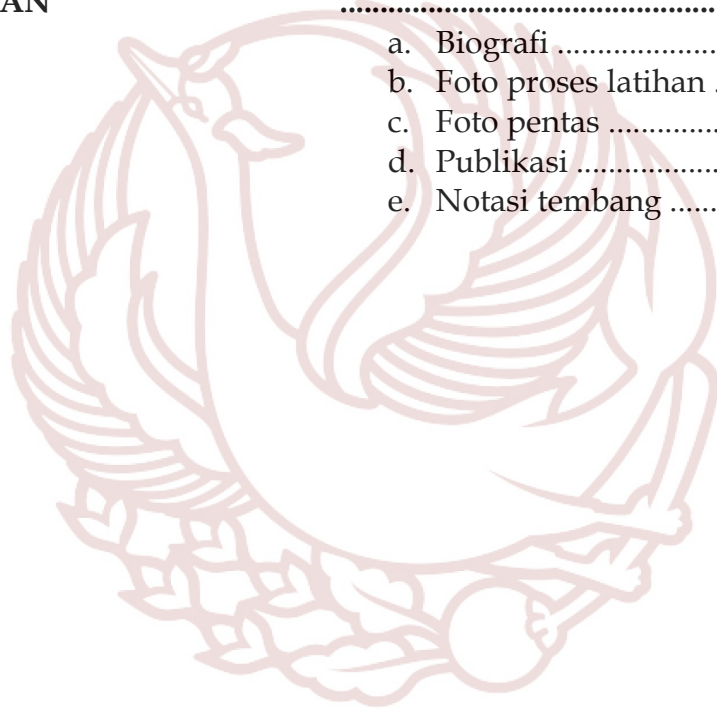 AN ..........................................
a. Biografi .....................
b. Foto proses latihan .
c. Foto pentas ..............
d. Publikasi ..................
e. Notasi tembang ......